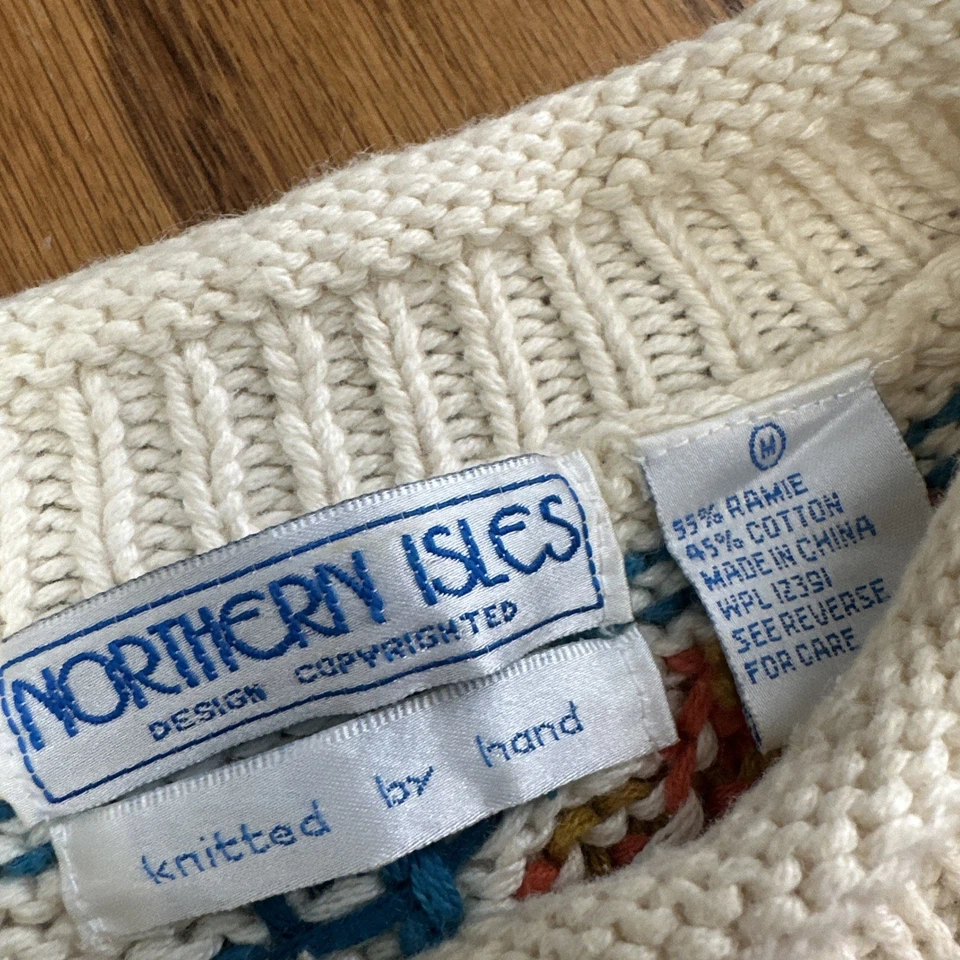 NORTHERN ISLES
DESIGN COPYRIGHTED
knitted by hand
M
55% RAMIE
45% COTTON
MADE IN CHINA
WPL 12391
SEE REVERSE
FOR CARE